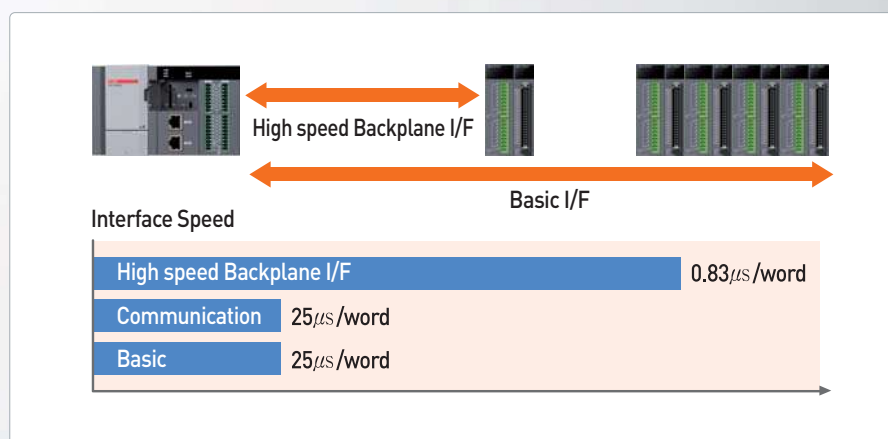 High speed Backplane I/F
Basic I/F
Interface Speed
High speed Backplane I/F 0.83μs/word
Communication 25μs/word
Basic 25μs/word